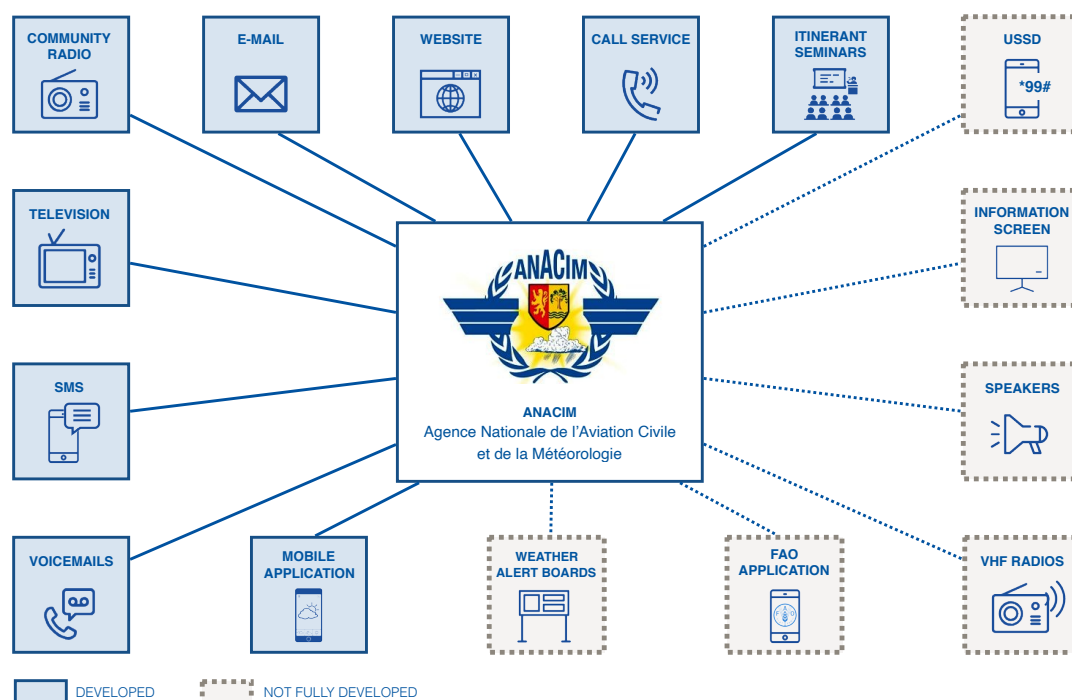 COMMUNITY
RADIO
E-MAIL
WEBSITE
CALL SERVICE
ITINERANT
SEMINARS
USSD
*99#
TELEVISION
INFORMATION
SCREEN
ANACIM
SMS
SPEAKERS
ANACIM
Agence Nationale de l'Aviation Civile
et de la Météorologie
VOICEMAILS
MOBILE
APPLICATION
WEATHER
ALERT BOARDS
FAO
APPLICATION
VHF RADIOS
DEVELOPED
NOT FULLY DEVELOPED